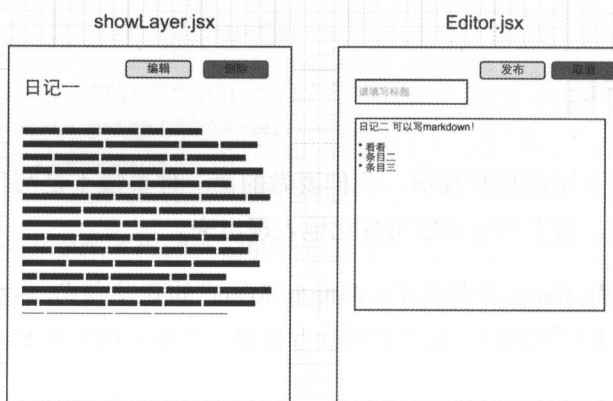 showLayer.jsx
编辑 删除
日记一
Editor.jsx
发布 取消
请填写标题
日记二 可以写markdown!
* 看看
* 条目二
* 条目三